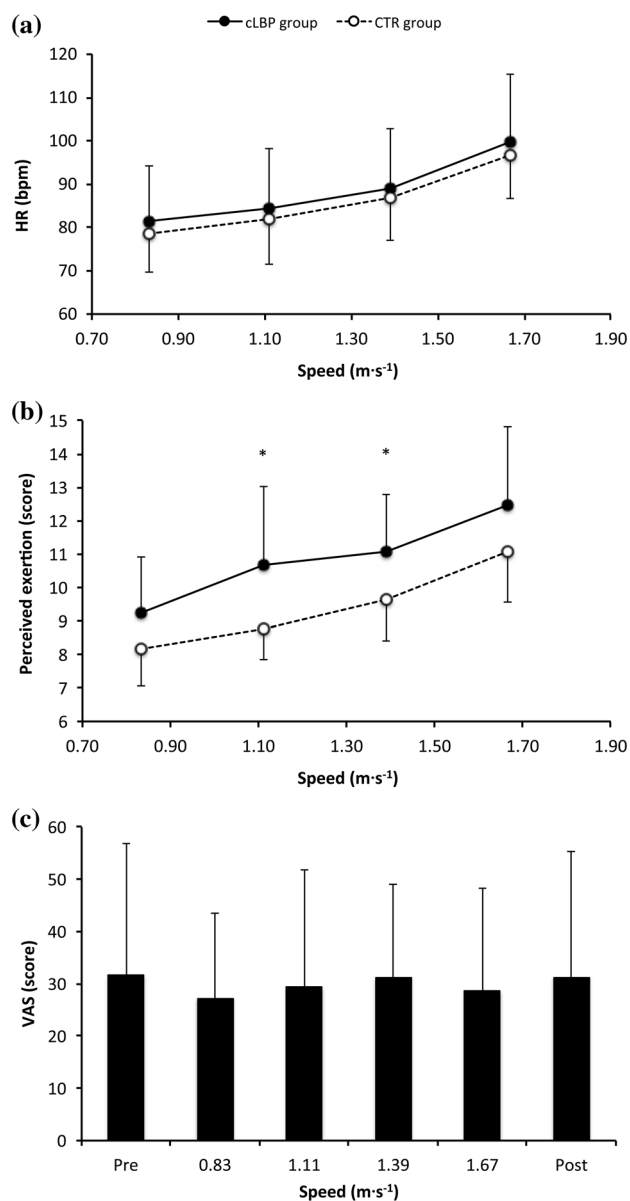 (a)
cLBP group CTR group
120
110
100
90
80
70
60
HR (bpm)
0.70 0.90 1.10 1.30 1.50 1.70 1.90
Speed (m·s⁻¹)
(b)
15
14
13
12
11
10
9
8
7
6
Perceived exertion (score)
* *
0.70 0.90 1.10 1.30 1.50 1.70 1.90
Speed (m·s⁻¹)
(c)
60
50
40
30
20
10
0
VAS (score)
Pre 0.83 1.11 1.39 1.67 Post
Speed (m·s⁻¹)